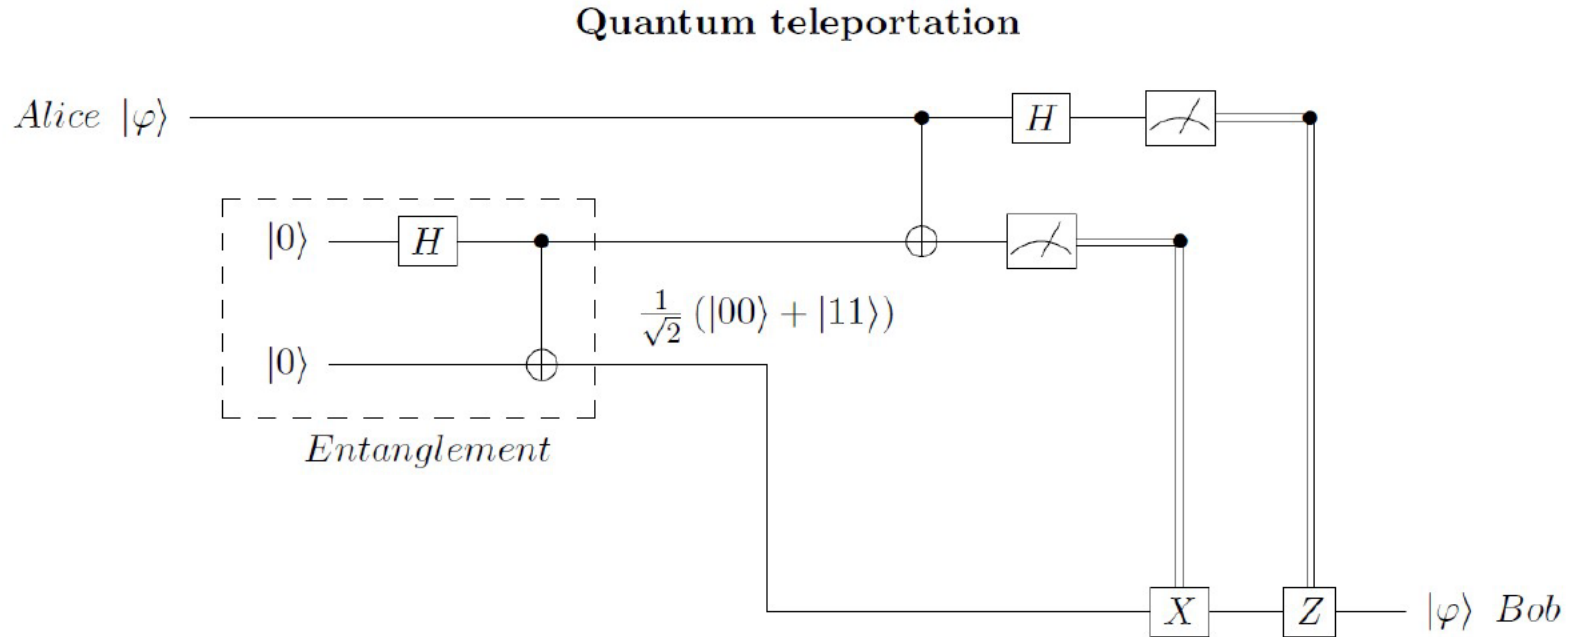 Quantum teleportation
Alice |φ⟩
H
|0⟩
H
1/√2 (|00⟩ + |11⟩)
|0⟩
Entanglement
X
Z
|φ⟩ Bob